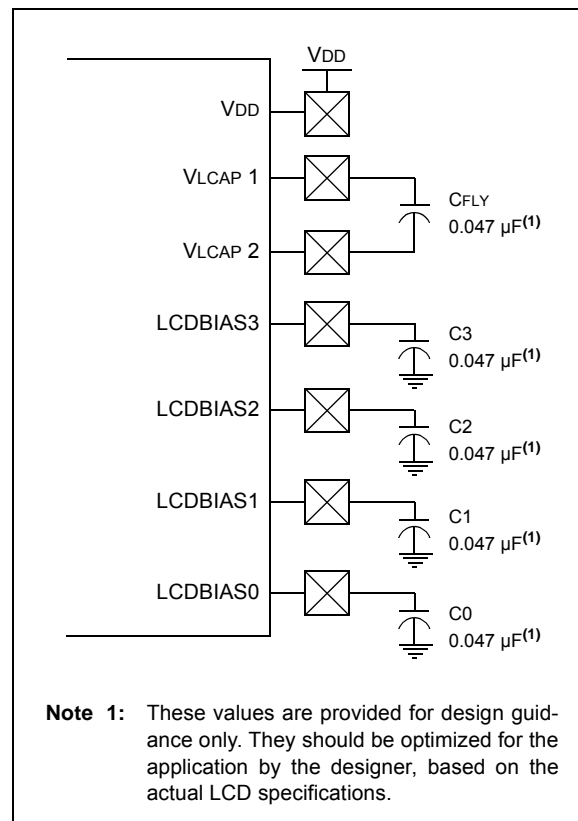 VDD
VDD
VLCAP 1
CFLY
0.047 µF(1)
VLCAP 2
LCDBIAS3
C3
0.047 µF(1)
LCDBIAS2
C2
0.047 µF(1)
LCDBIAS1
C1
0.047 µF(1)
LCDBIAS0
C0
0.047 µF(1)
Note 1: These values are provided for design guid-
ance only. They should be optimized for the
application by the designer, based on the
actual LCD specifications.